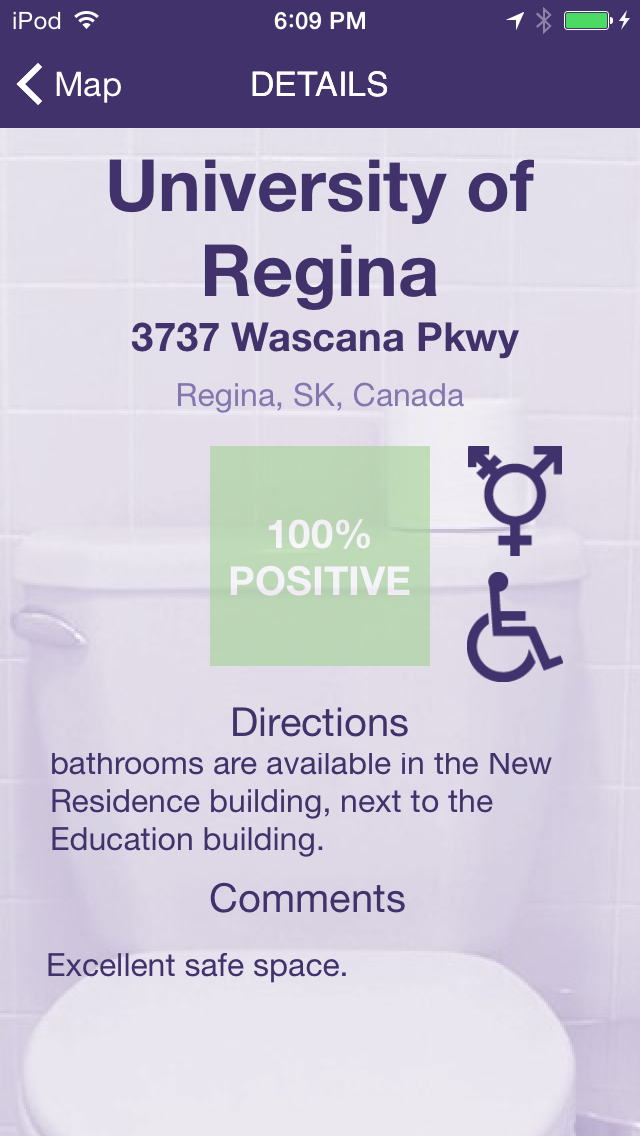 iPod 6:09 PM
Map DETAILS
University of
Regina
3737 Wascana Pkwy
Regina, SK, Canada
100%
POSITIVE
Directions
bathrooms are available in the New
Residence building, next to the
Education building.
Comments
Excellent safe space.